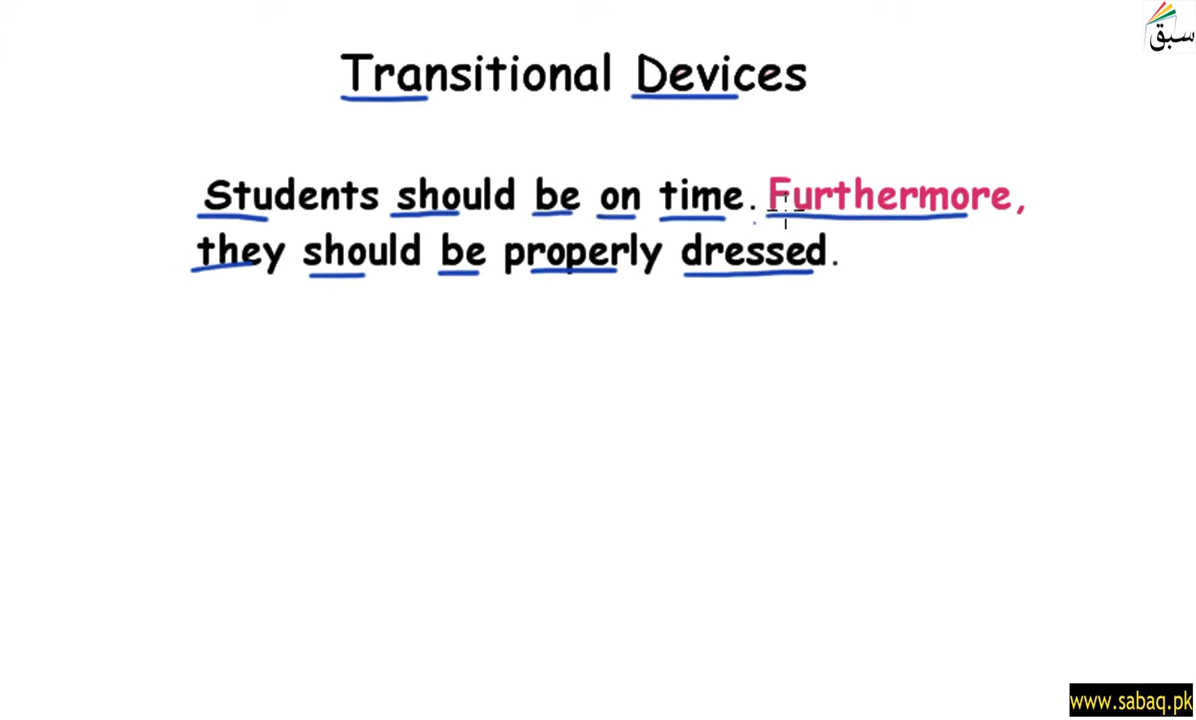 سبق
Transitional Devices
Students should be on time. Furthermore,
they should be properly dressed.
www.sabaq.pk